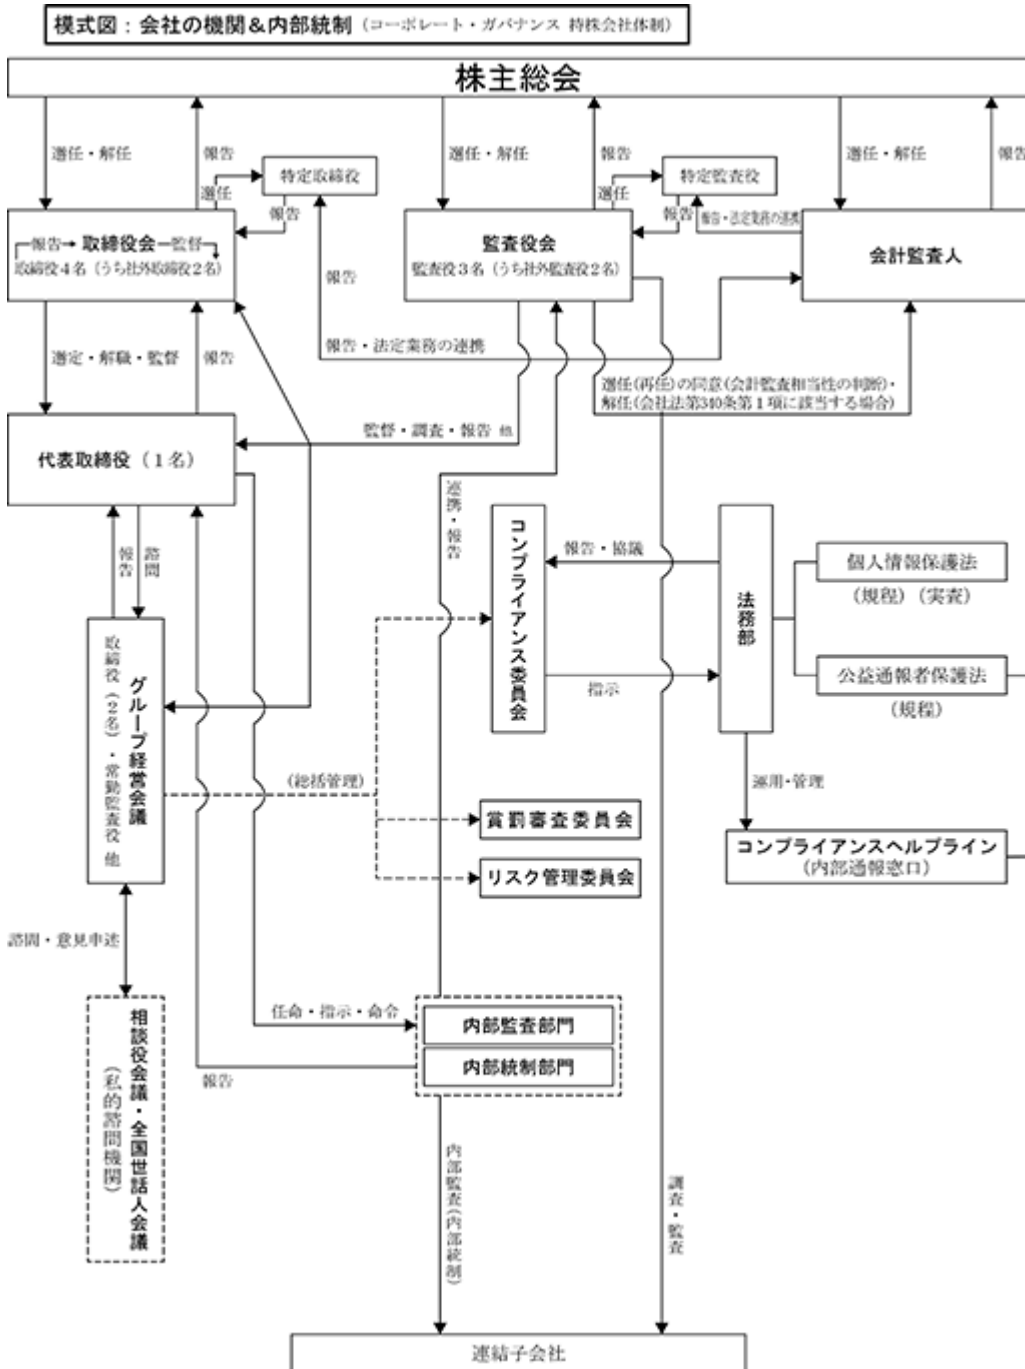 模式図：会社の機関＆内部統制（コーポレート・ガバナンス 持株会社体制）
株主総会
選任・解任
報告
選任・解任
報告
選任・解任
報告
特定取締役
選任
報告
特定監査役
選任
報告
報告・法定業務の連携
報告→取締役会―監督
取締役４名（うち社外取締役２名）
監査役会
監査役３名（うち社外監査役２名）
会計監査人
報告
報告・法定業務の連携
選定・解職・監督
報告
選任(再任)の同意(会計監査相当性の判断)・
解任(会社法第340条第１項に該当する場合)
監督・調査・報告 他
代表取締役（１名）
連携・報告
報告
諮問
コンプライアンス委員会
報告・協議
指示
法務部
個人情報保護法
（規程）（実査）
公益通報者保護法
（規程）
グループ経営会議
取締役（２名）・常勤監査役 他
（総括管理）
運用・管理
賞罰審査委員会
リスク管理委員会
コンプライアンスヘルプライン
（内部通報窓口）
諮問・意見申述
相談役会議・全国世話人会議
（私的諮問機関）
任命・指示・命令
内部監査部門
内部統制部門
報告
内部監査(内部統制)
調査・監査
連結子会社